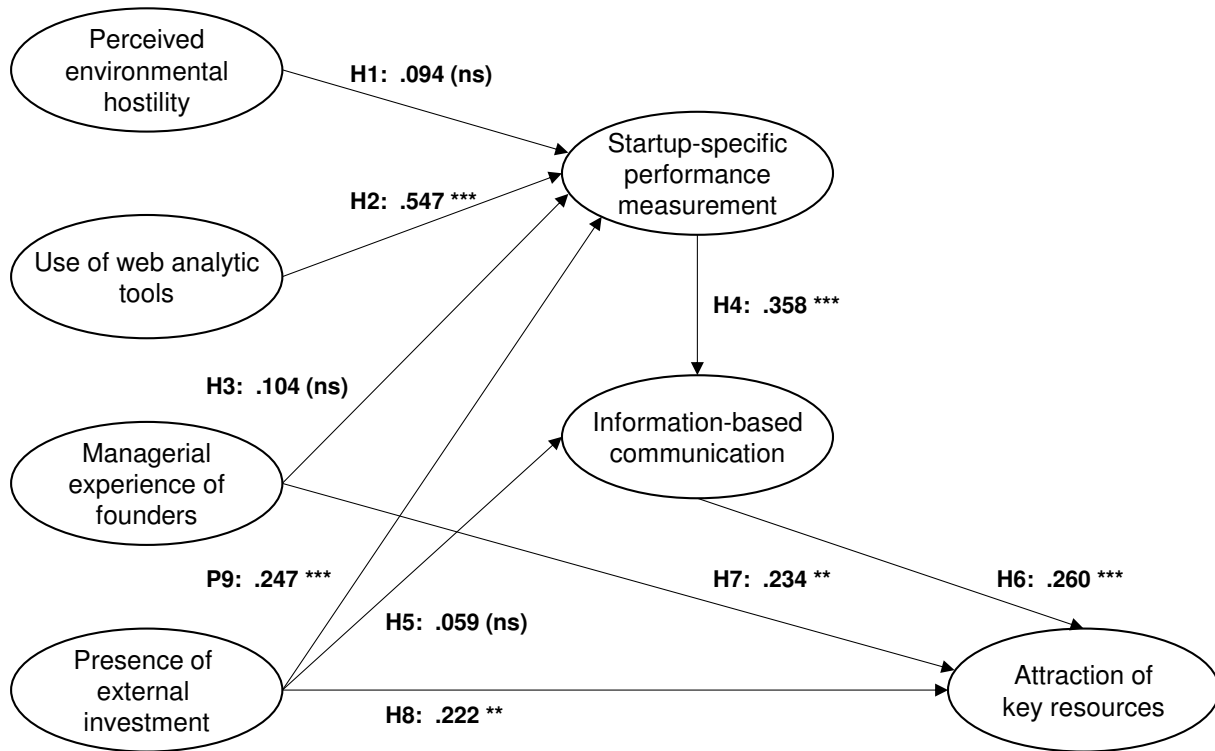 Perceived
environmental
hostility
H1: .094 (ns)
Startup-specific
performance
measurement
H2: .547 ***
Use of web analytic
tools
H4: .358 ***
H3: .104 (ns)
Information-based
communication
Managerial
experience of
founders
P9: .247 ***
H7: .234 **
H6: .260 ***
H5: .059 (ns)
Presence of
external
investment
Attraction of
key resources
H8: .222 **